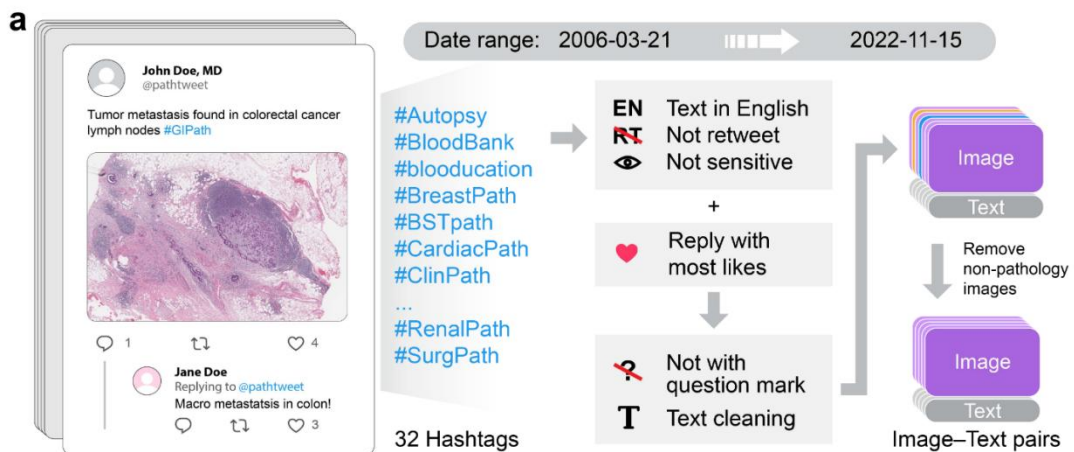 a
Date range: 2006-03-21 2022-11-15
John Doe, MD
@pathtweet
Tumor metastasis found in colorectal cancer
lymph nodes #GIPath
1 4
Jane Doe
Replying to @pathtweet
Macro metastatsis in colon!
3
#Autopsy
#BloodBank
#blooducation
#BreastPath
#BSTpath
#CardiacPath
#ClinPath
...
#RenalPath
#SurgPath
32 Hashtags
EN Text in English
RT Not retweet
Not sensitive
+
Reply with
most likes
? Not with
question mark
T Text cleaning
Image
Text
Remove
non-pathology
images
Image
Text
Image–Text pairs